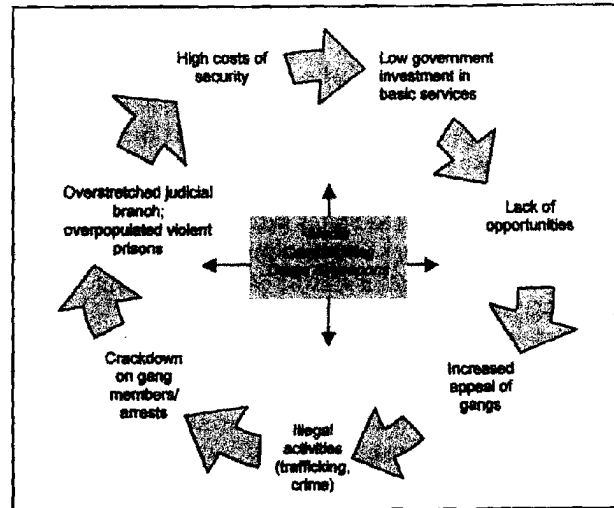 High costs of
security
Low government
investment in
basic services
Lack of
opportunities
Increased
appeal of
gangs
Illegal
activities
(trafficking,
crime)
Crackdown
on gang
members/
arrests
Overstretched judicial
branch;
overpopulated violent
prisons